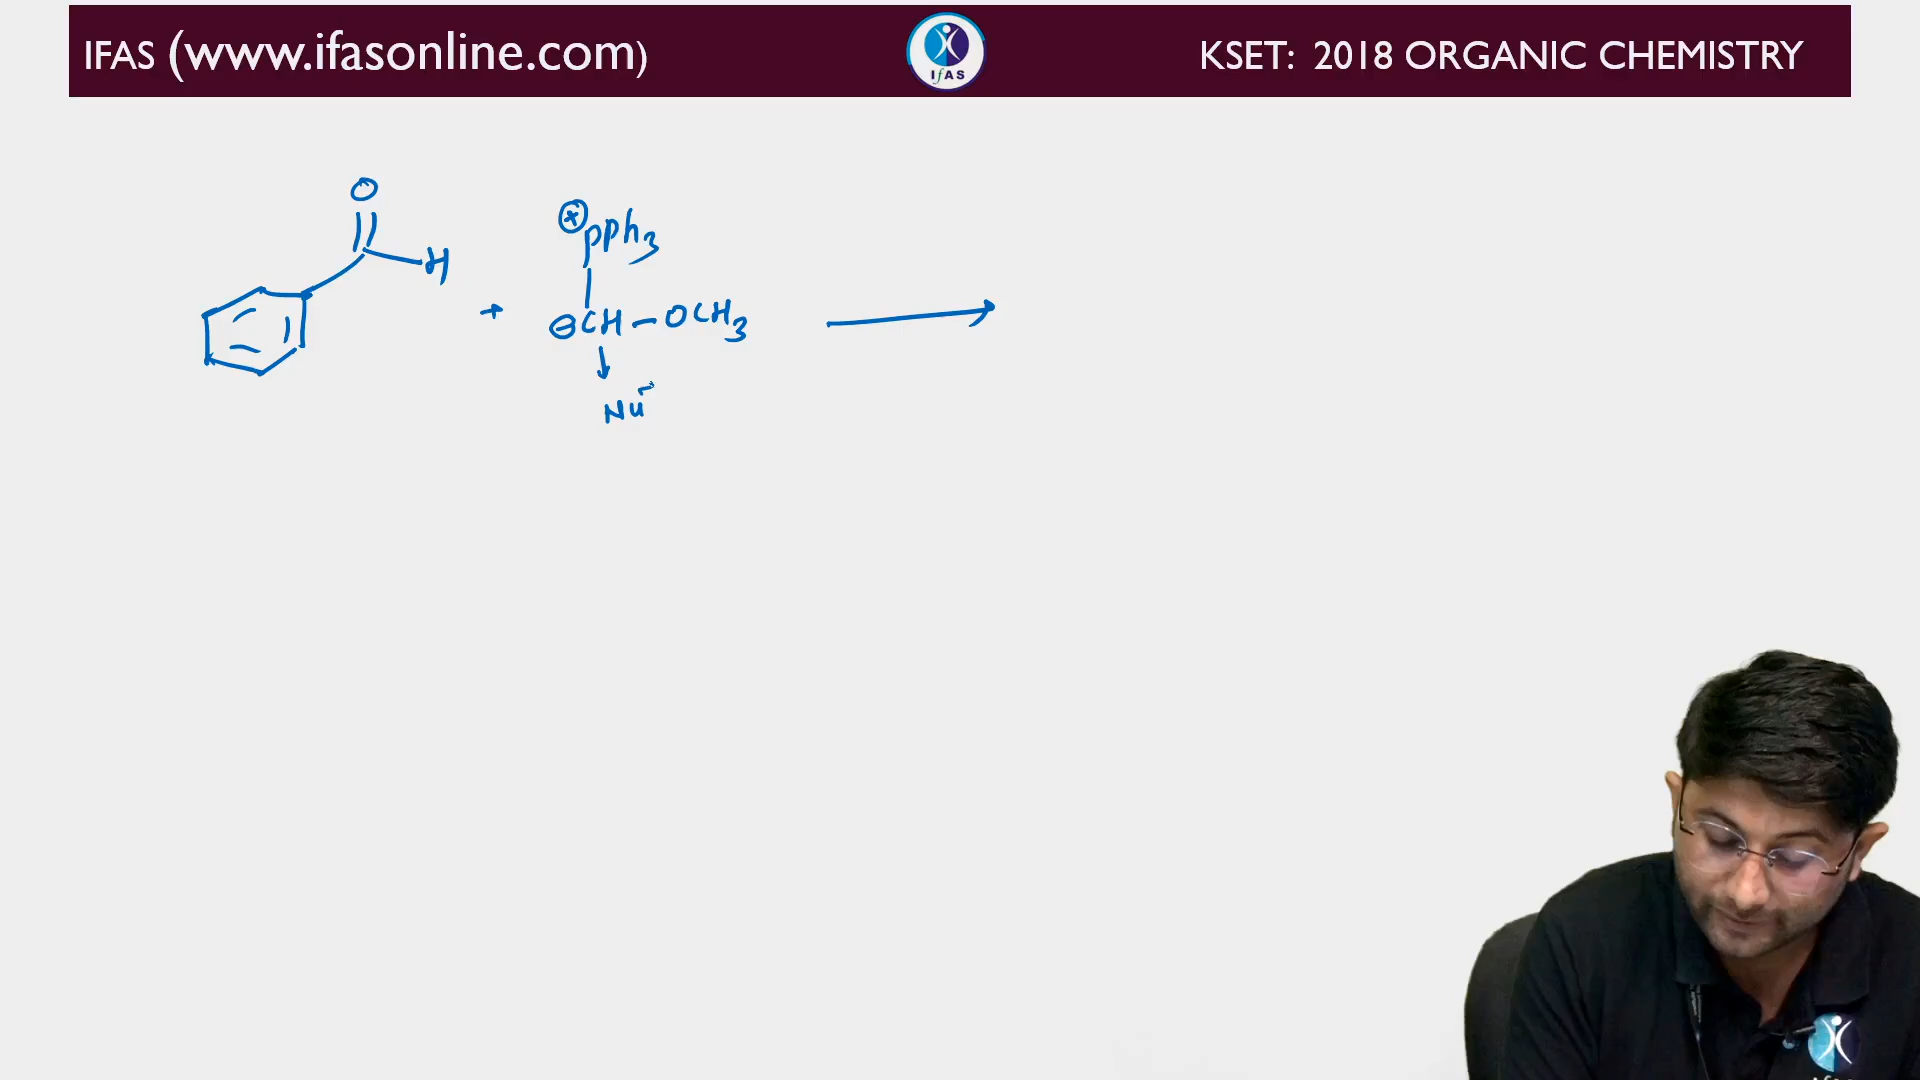 IFAS (www.ifasonline.com)
IfAS
KSET: 2018 ORGANIC CHEMISTRY
O
H
+
⊕
PPh3
⊖CH-OCH3
Nu-